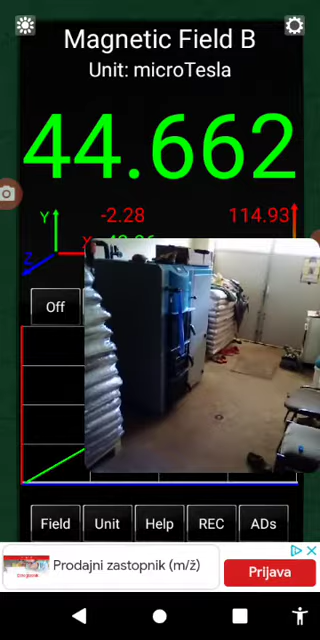 Magnetic Field B
Unit: microTesla
44.662
Y
-2.28
114.93
X
Z
Off
Field
Unit
Help
REC
ADs
Prodajni zastopnik (m/ž)
Prijava